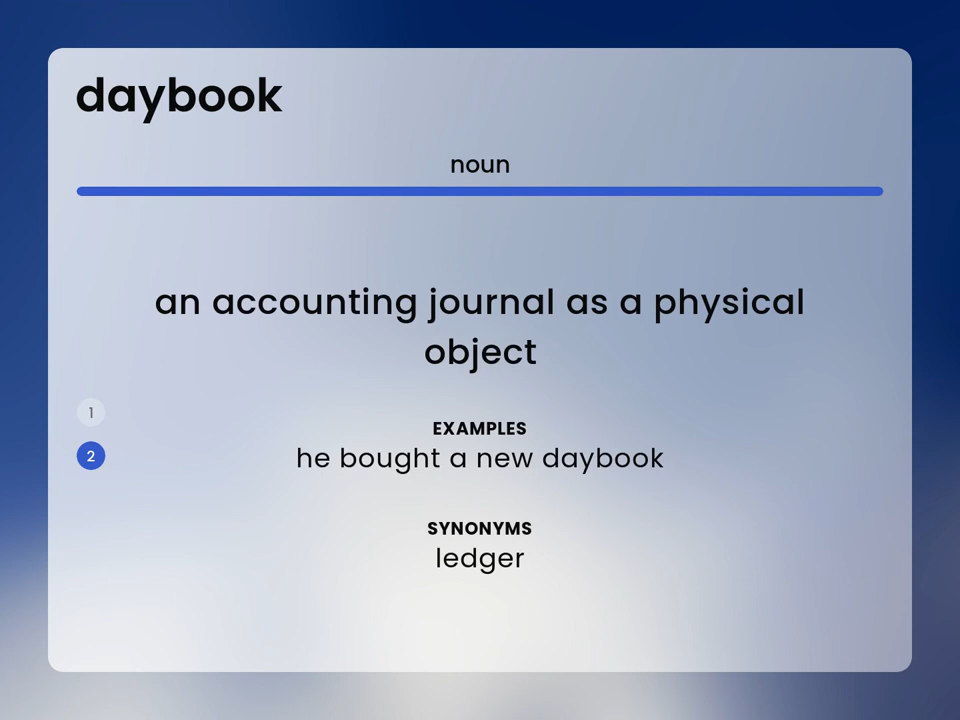 daybook
noun
an accounting journal as a physical
object
1
EXAMPLES
he bought a new daybook
2
SYNONYMS
ledger